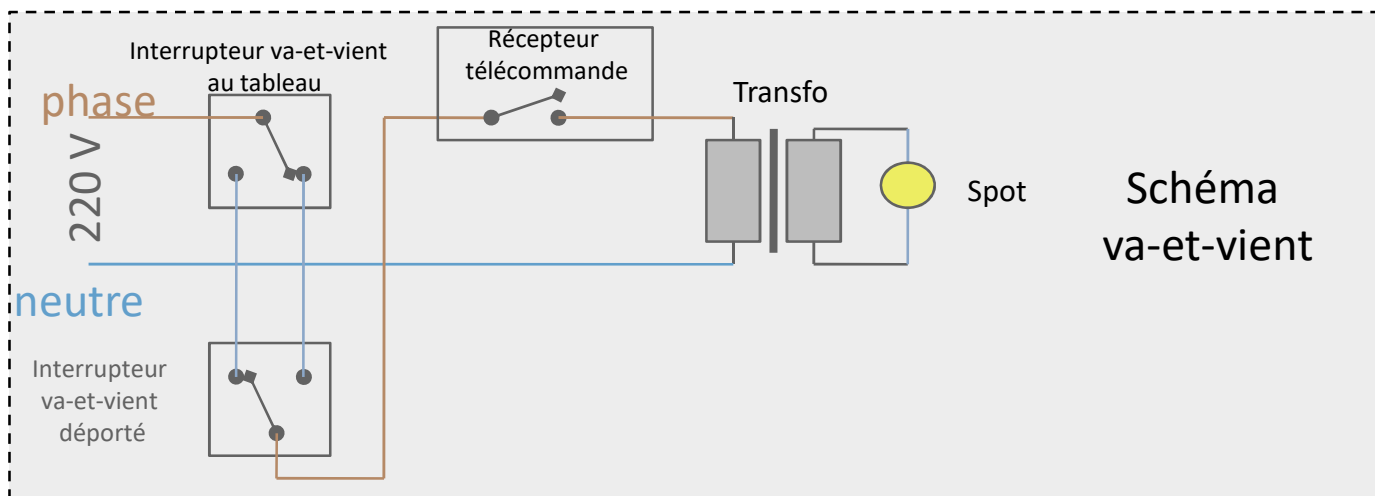 Interrupteur va-et-vient
au tableau
Récepteur
télécommande
phase
Transfo
220 V
Spot
Schéma
va-et-vient
neutre
Interrupteur
va-et-vient
déporté